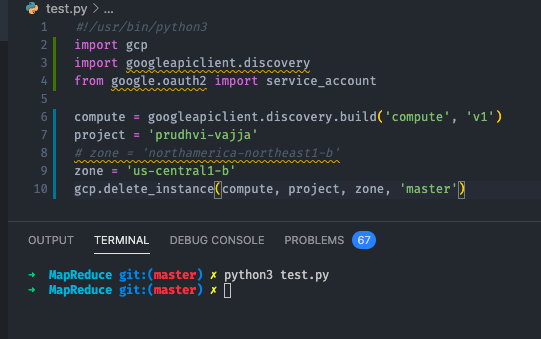 test.py > ...
1 #!/usr/bin/python3
2 import gcp
3 import googleapiclient.discovery
4 from google.oauth2 import service_account
5
6 compute = googleapiclient.discovery.build('compute', 'v1')
7 project = 'prudhvi-vajja'
8 # zone = 'northamerica-northeast1-b'
9 zone = 'us-central1-b'
10 gcp.delete_instance(compute, project, zone, 'master')
OUTPUT TERMINAL DEBUG CONSOLE PROBLEMS 67
➜ MapReduce git:(master) ✗ python3 test.py
➜ MapReduce git:(master) ✗